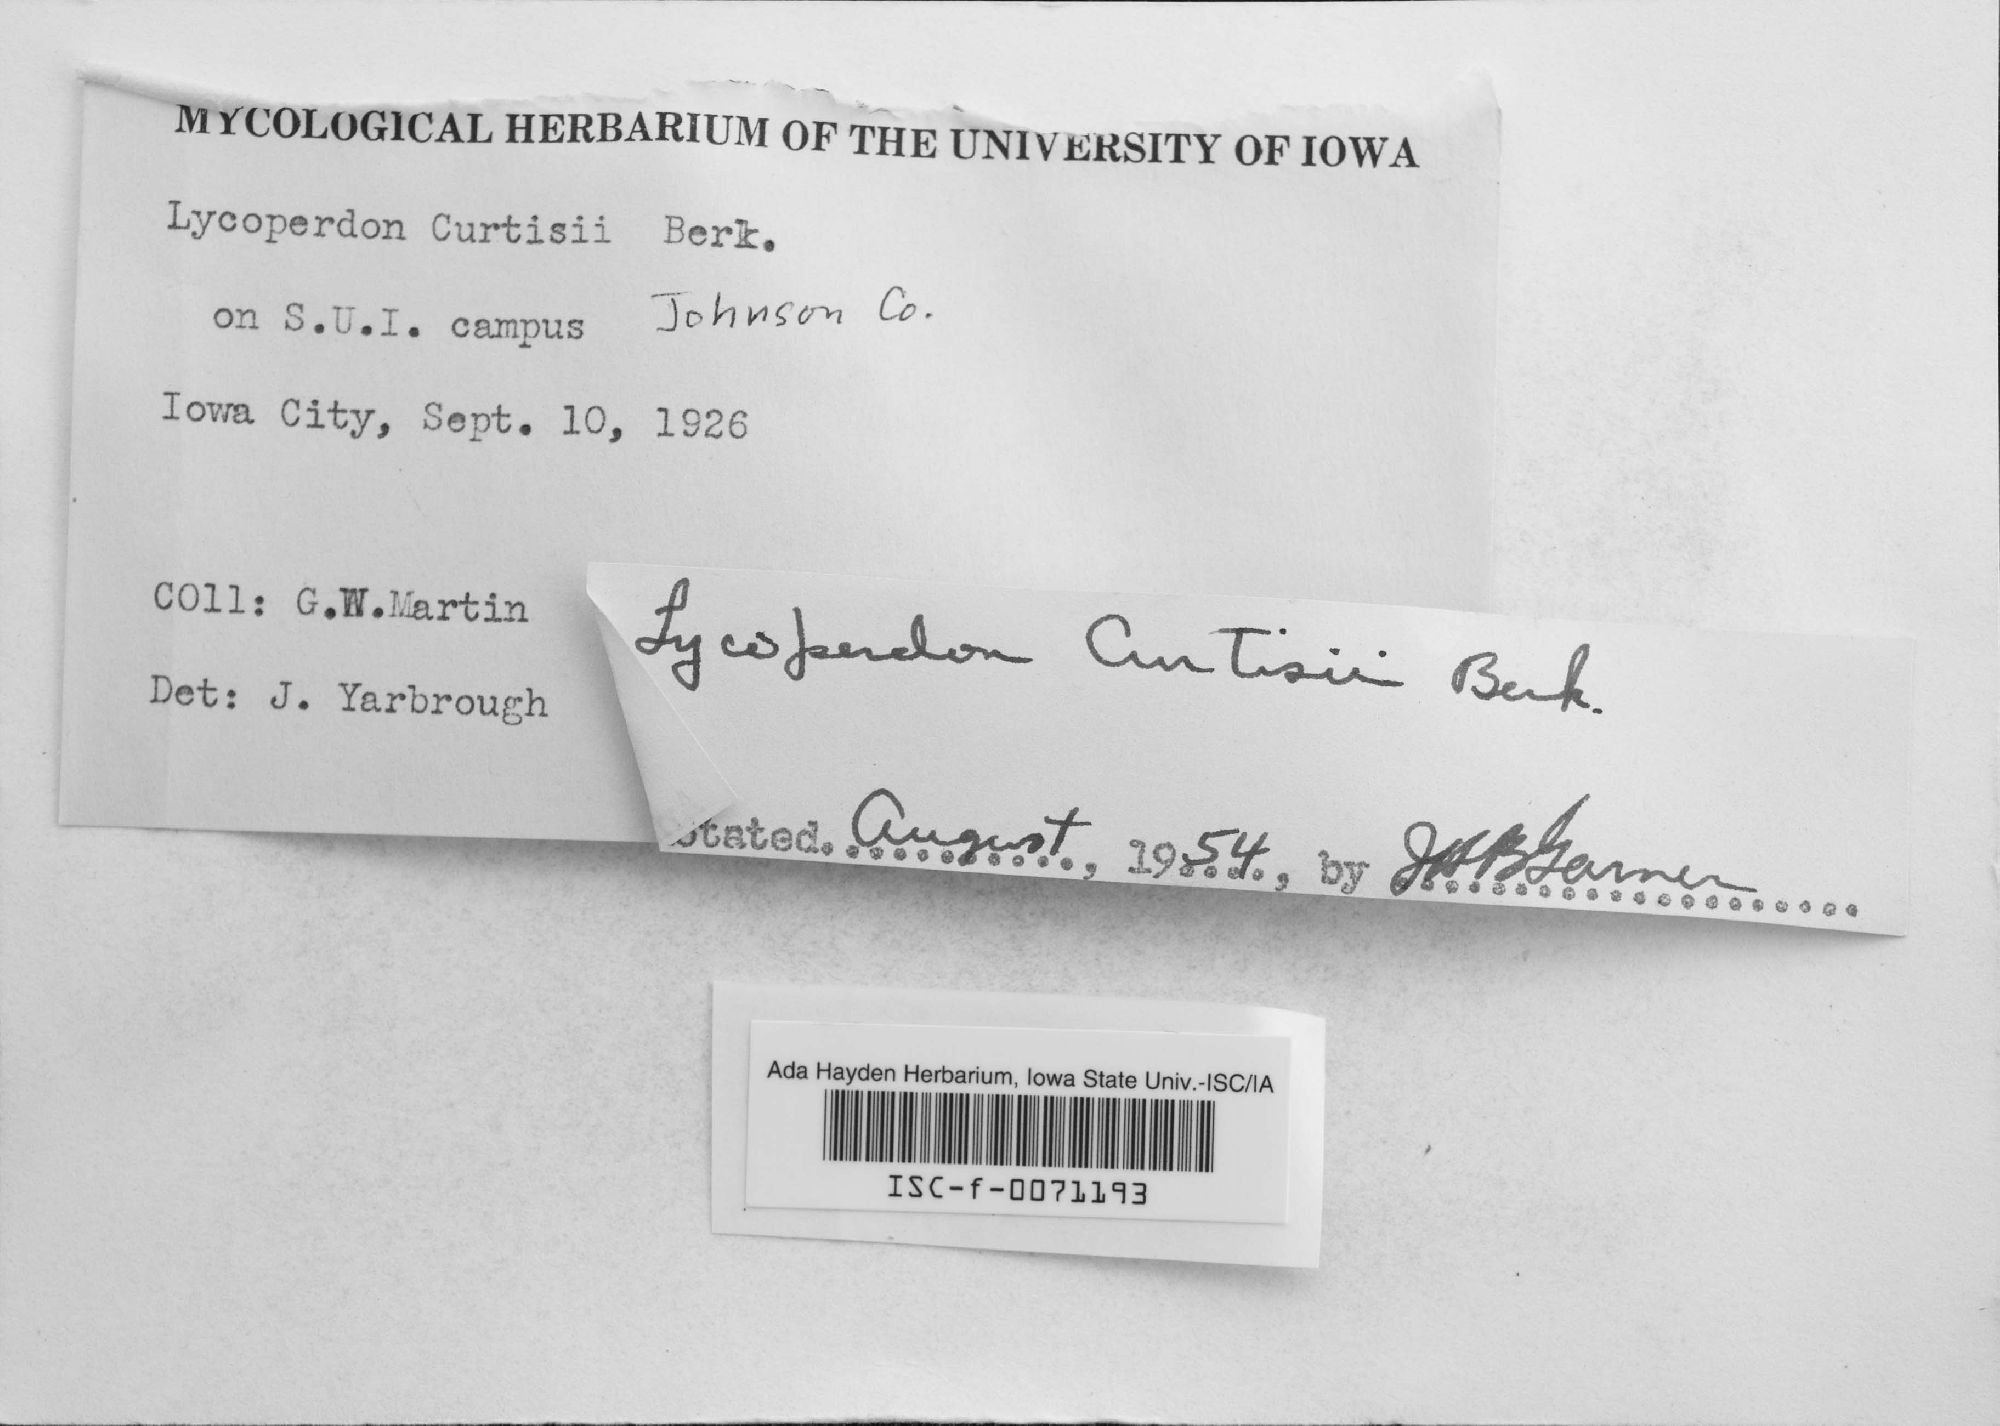 MYCOLOGICAL HERBARIUM OF THE UNIVERSITY OF IOWA
Lycoperdon Curtisii Berk.
on S.U.I. campus Johnson Co.
Iowa City, Sept. 10, 1926
COll: G.W.Martin
Det: J. Yarbrough
Lycoperdon Curtisii Berk.
otated. August, 1954, by JHBGarner
Ada Hayden Herbarium, Iowa State Univ.-ISC/IA
ISC-f-0071193